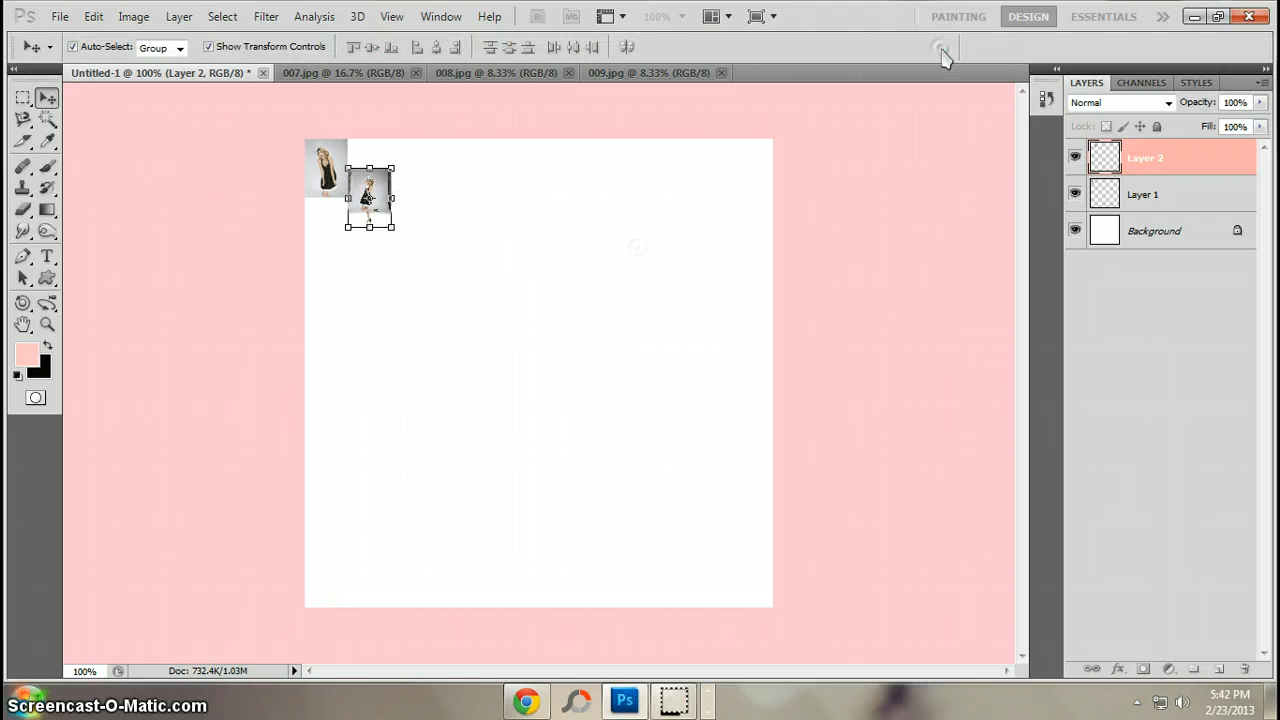 Ps File Edit Image Layer Select Filter Analysis 3D View Window Help Br Mb 100% PAINTING DESIGN ESSENTIALS
Auto-Select: Group Show Transform Controls
Untitled-1 @ 100% (Layer 2, RGB/8) * 007.jpg @ 16.7% (RGB/8) 008.jpg @ 8.33% (RGB/8) 009.jpg @ 8.33% (RGB/8)
LAYERS CHANNELS STYLES
Normal Opacity: 100%
Lock: Fill: 100%
Layer 2
Layer 1
Background
T
100% Doc: 732.4K/1.03M
Ps
Screencast-O-Matic.com
5:42 PM
2/23/2013